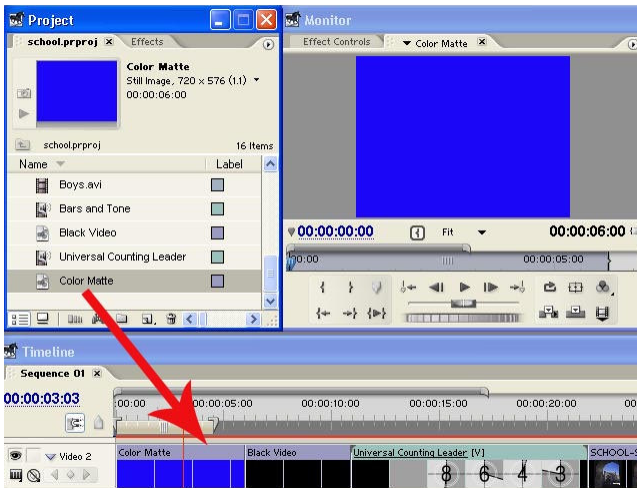 Project
school.prproj
Effects
Color Matte
Still Image, 720 x 576 (1.1)
00:00:06:00
school.prproj
16 Items
Name
Label
Boys.avi
Bars and Tone
Black Video
Universal Counting Leader
Color Matte
Monitor
Effect Controls
Color Matte
00:00:00:00
Fit
00:00:06:00
00:00
00:00:05:00
Timeline
Sequence 01
00:00:03:03
:00:00
00:00:05:00
00:00:10:00
00:00:15:00
00:00:20:00
00
Video 2
Color Matte
Black Video
Universal Counting Leader [V]
SCHOOL-S
8 6 4 3